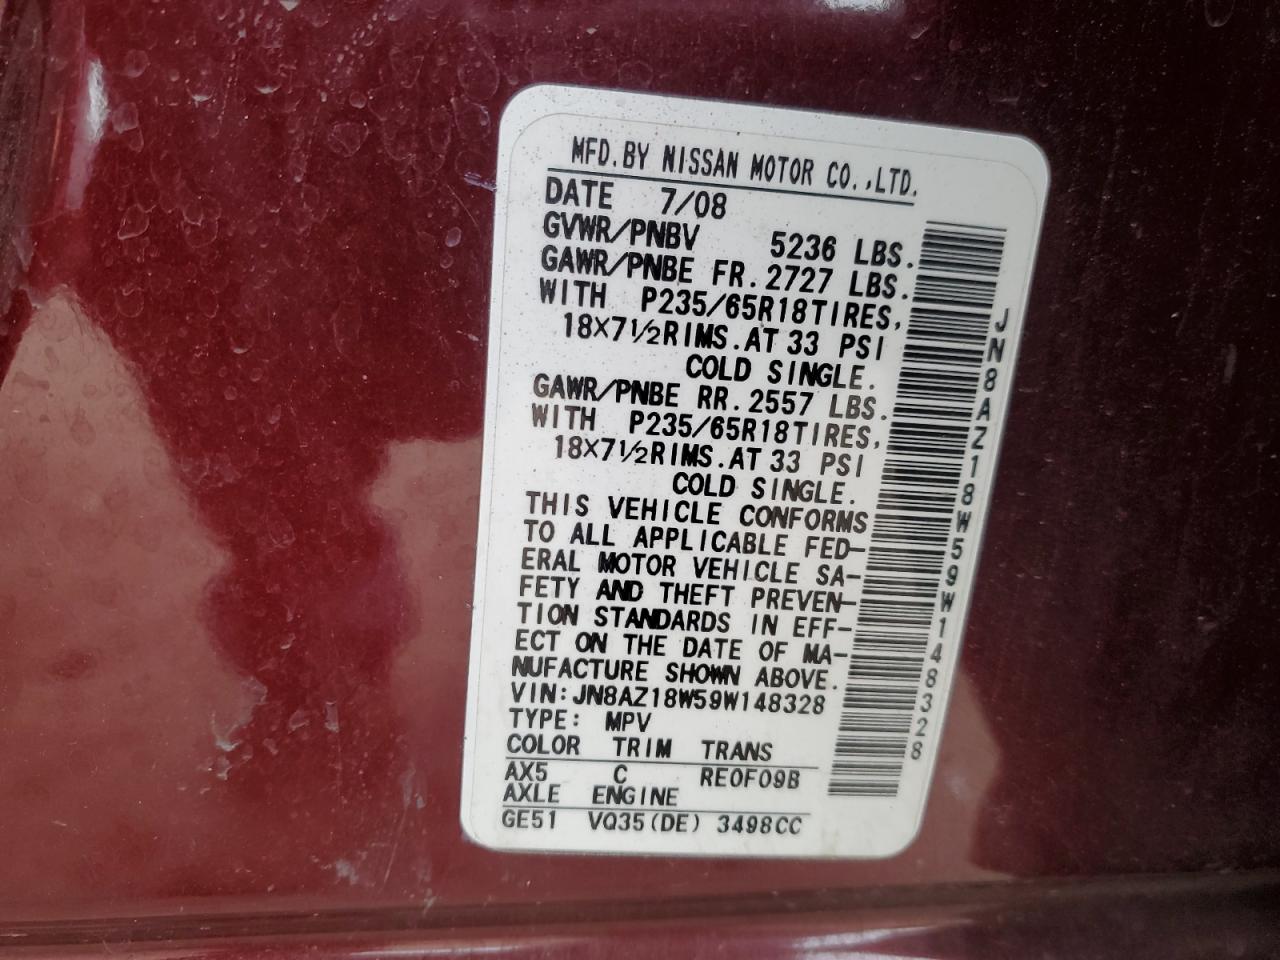 MFD.BY NISSAN MOTOR CO.,LTD.
DATE 7/08
GVWR/PNBV 5236 LBS.
GAWR/PNBE FR.2727 LBS.
WITH P235/65R18TIRES,
18X7½RIMS.AT 33 PSI
COLD SINGLE.
GAWR/PNBE RR.2557 LBS.
WITH P235/65R18TIRES,
18X7½RIMS.AT 33 PSI
COLD SINGLE.
THIS VEHICLE CONFORMS
TO ALL APPLICABLE FED-
ERAL MOTOR VEHICLE SA-
FETY AND THEFT PREVEN-
TION STANDARDS IN EFF-
ECT ON THE DATE OF MA-
NUFACTURE SHOWN ABOVE.
VIN:JN8AZ18W59W148328
TYPE: MPV
COLOR TRIM TRANS
AX5 C RE0F09B
AXLE ENGINE
GE51 VQ35(DE) 3498CC
JN8AZ18W59W148328